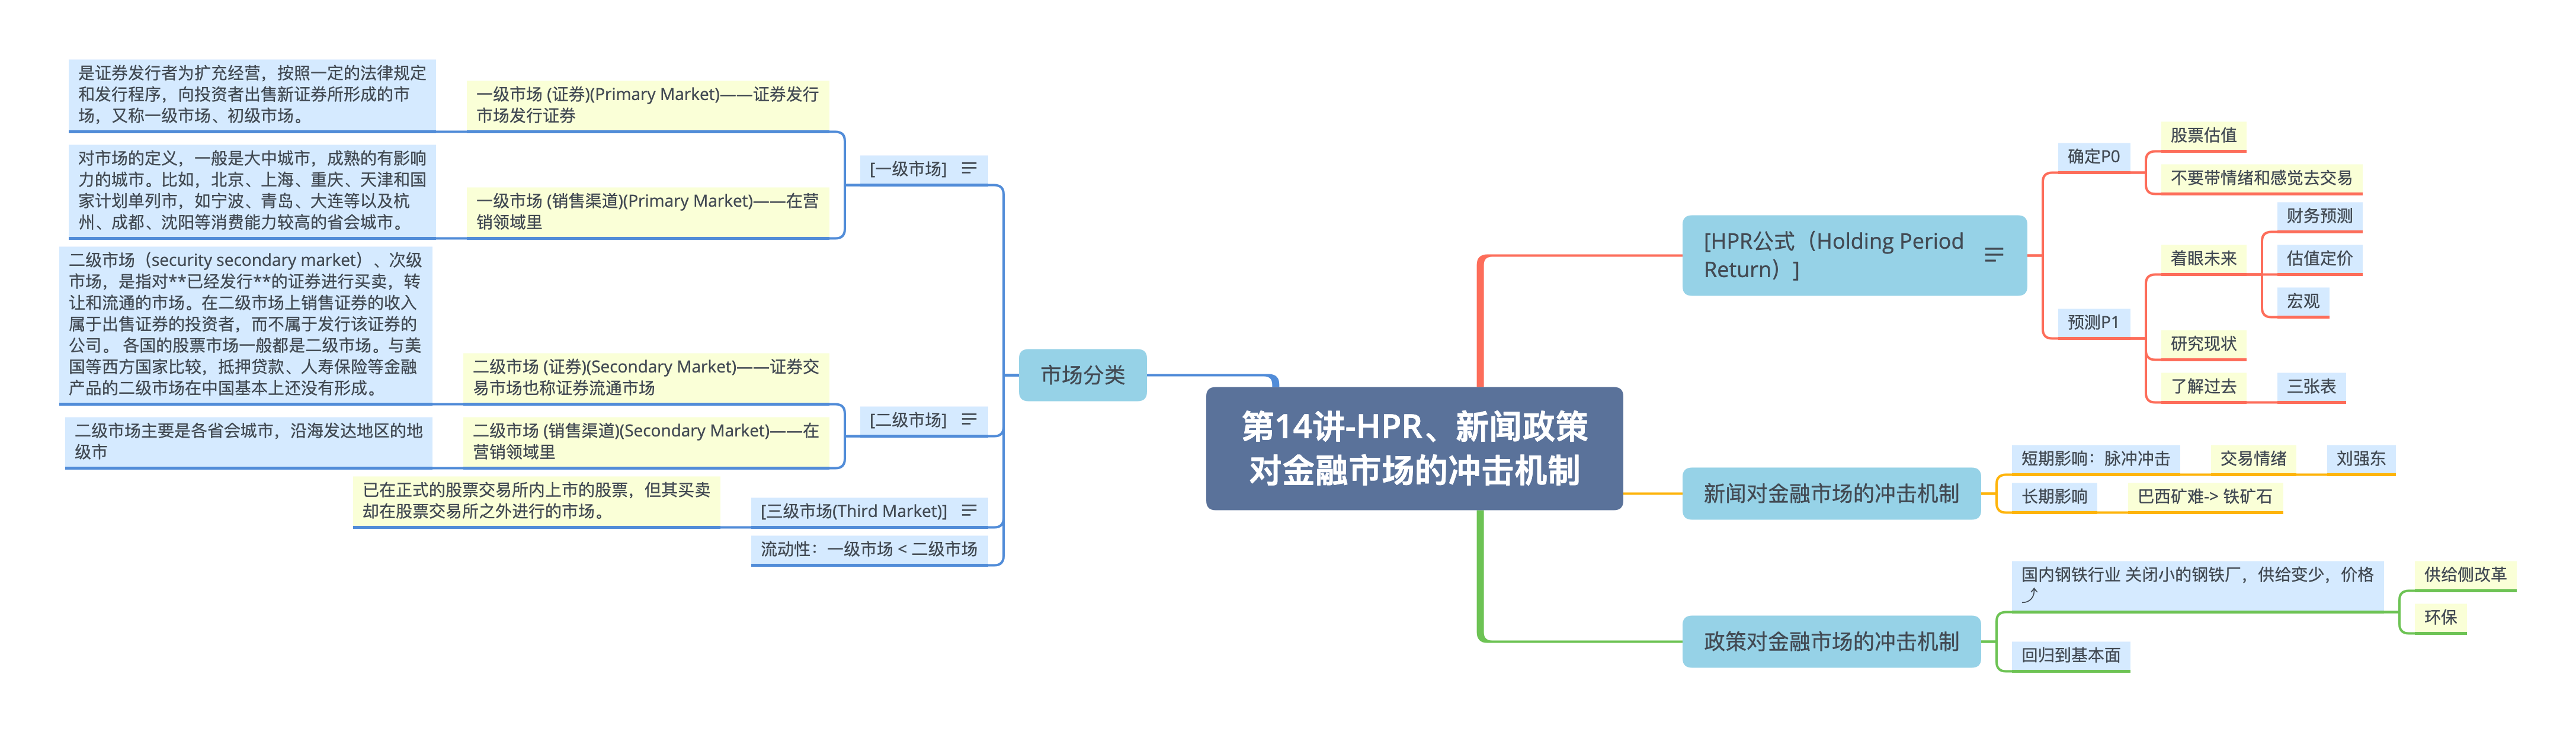 第14讲-HPR、新闻政策
对金融市场的冲击机制
[HPR公式（Holding Period
Return）]
确定P0
股票估值
不要带情绪和感觉去交易
预测P1
着眼未来
财务预测
估值定价
宏观
研究现状
了解过去
三张表
新闻对金融市场的冲击机制
短期影响：脉冲冲击
交易情绪
刘强东
长期影响
巴西矿难-> 铁矿石
政策对金融市场的冲击机制
国内钢铁行业 关闭小的钢铁厂，供给变少，价格
⤴
供给侧改革
环保
回归到基本面
市场分类
[一级市场]
一级市场 (证券)(Primary Market)——证券发行
市场发行证券
是证券发行者为扩充经营，按照一定的法律规定
和发行程序，向投资者出售新证券所形成的市
场，又称一级市场、初级市场。
一级市场 (销售渠道)(Primary Market)——在营
销领域里
对市场的定义，一般是大中城市，成熟的有影响
力的城市。比如，北京、上海、重庆、天津和国
家计划单列市，如宁波、青岛、大连等以及杭
州、成都、沈阳等消费能力较高的省会城市。
[二级市场]
二级市场 (证券)(Secondary Market)——证券交
易市场也称证券流通市场
二级市场（security secondary market）、次级
市场，是指对**已经发行**的证券进行买卖，转
让和流通的市场。在二级市场上销售证券的收入
属于出售证券的投资者，而不属于发行该证券的
公司。 各国的股票市场一般都是二级市场。与美
国等西方国家比较，抵押贷款、人寿保险等金融
产品的二级市场在中国基本上还没有形成。
二级市场 (销售渠道)(Secondary Market)——在
营销领域里
二级市场主要是各省会城市，沿海发达地区的地
级市
[三级市场(Third Market)]
已在正式的股票交易所内上市的股票，但其买卖
却在股票交易所之外进行的市场。
流动性：一级市场 < 二级市场